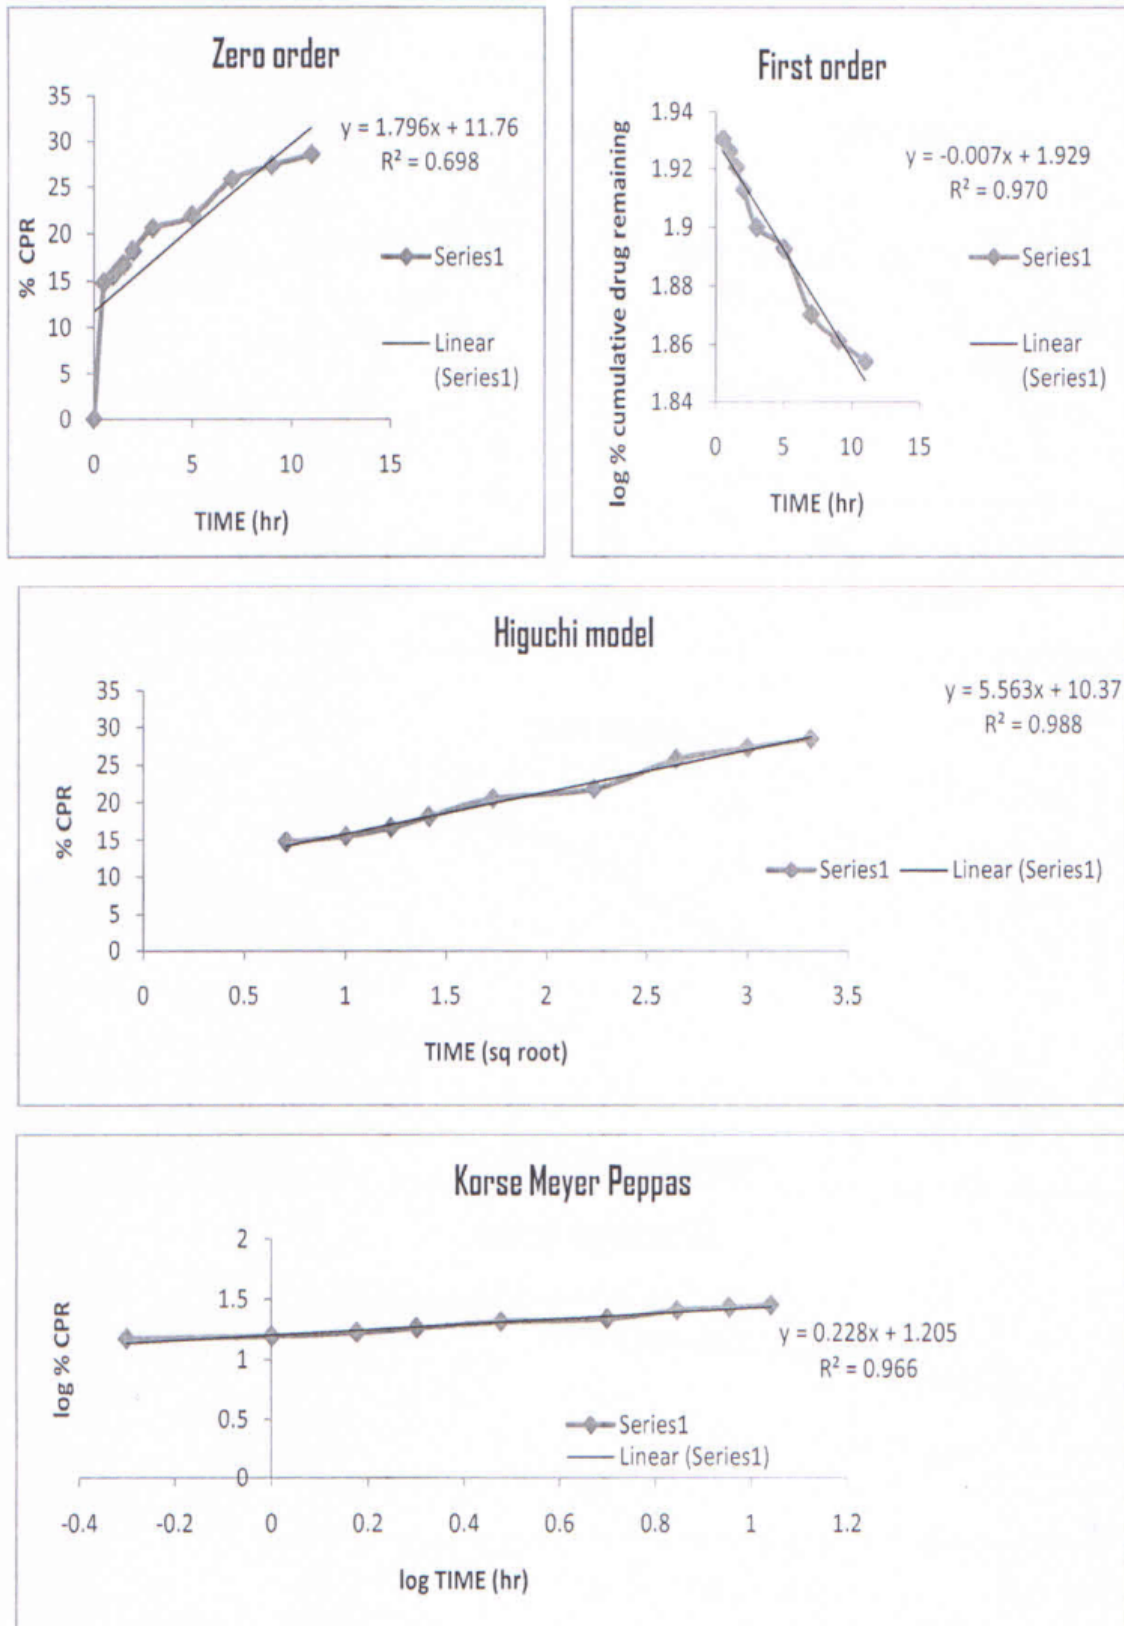 Zero order
% CPR
35
30
25
20
15
10
5
0
y = 1.796x + 11.76
R² = 0.698
Series1
Linear
(Series1)
0 5 10 15
TIME (hr)
First order
log % cumulative drug remaining
1.94
1.92
1.9
1.88
1.86
1.84
y = -0.007x + 1.929
R² = 0.970
Series1
Linear
(Series1)
0 5 10 15
TIME (hr)
Higuchi model
% CPR
35
30
25
20
15
10
5
0
y = 5.563x + 10.37
R² = 0.988
Series1 Linear (Series1)
0 0.5 1 1.5 2 2.5 3 3.5
TIME (sq root)
Korse Meyer Peppas
log % CPR
2
1.5
1
0.5
0
y = 0.228x + 1.205
R² = 0.966
Series1
Linear (Series1)
-0.4 -0.2 0 0.2 0.4 0.6 0.8 1 1.2
log TIME (hr)